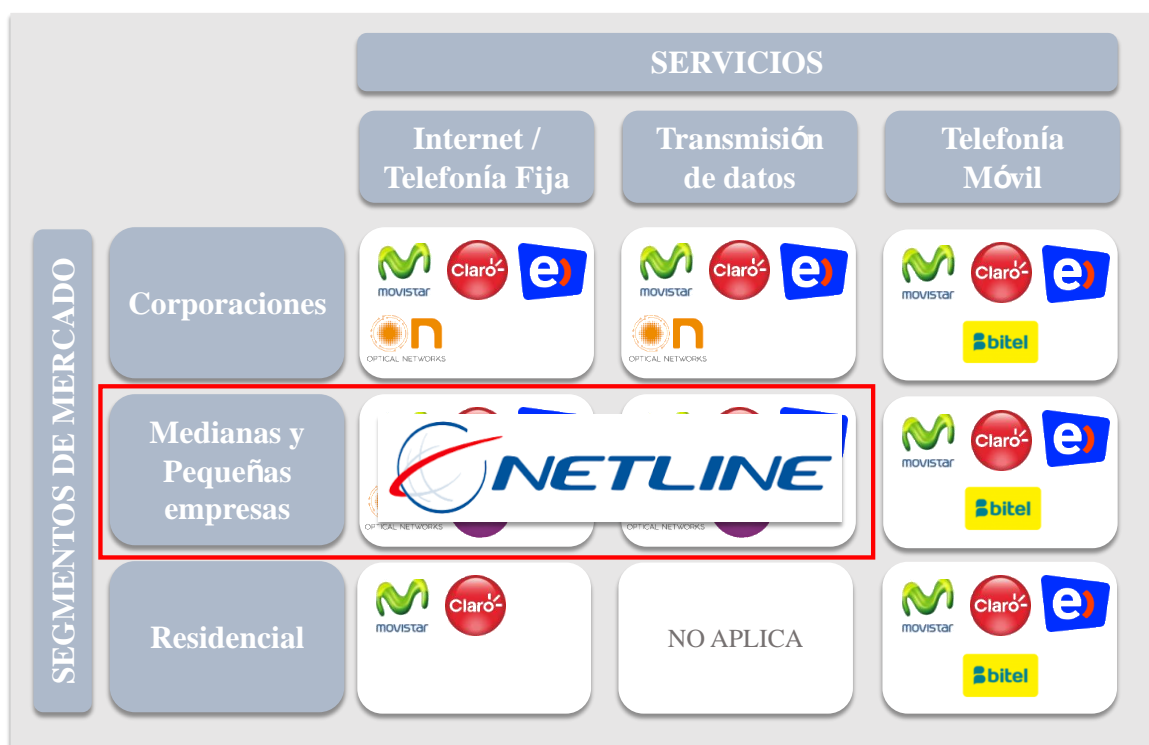 SERVICIOS
Internet /
Telefonía Fija
Transmisión
de datos
Telefonía
Móvil
SEGMENTOS DE MERCADO
Corporaciones
movistar
Claro
e)
On
OPTICAL NETWORKS
movistar
Claro
e)
On
OPTICAL NETWORKS
movistar
Claro
e)
bitel
Medianas y
Pequeñas
empresas
NETLINE
OPTICAL NETWORKS
OPTICAL NETWORKS
movistar
Claro
e)
bitel
Residencial
movistar
Claro
NO APLICA
movistar
Claro
e)
bitel